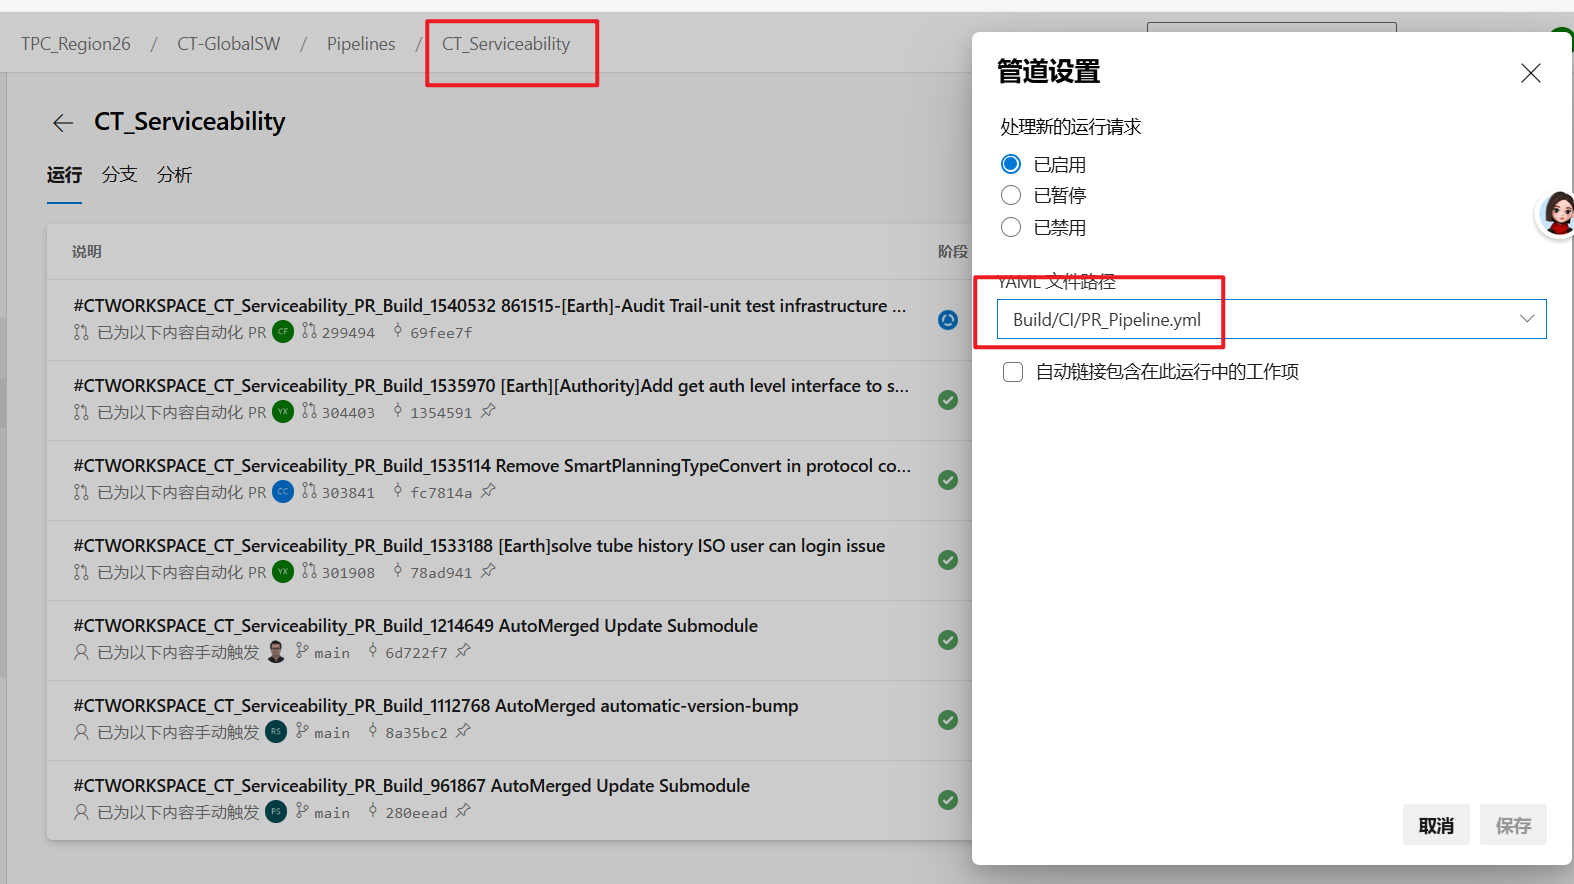 TPC_Region26 / CT-GlobalSW / Pipelines / CT_Serviceability
CT_Serviceability
运行 分支 分析
说明 阶段
#CTWORKSPACE_CT_Serviceability_PR_Build_1540532 861515-[Earth]-Audit Trail-unit test infrastructure ...
已为以下内容自动化 PR CF 299494 69fee7f
#CTWORKSPACE_CT_Serviceability_PR_Build_1535970 [Earth][Authority]Add get auth level interface to s...
已为以下内容自动化 PR YX 304403 1354591
#CTWORKSPACE_CT_Serviceability_PR_Build_1535114 Remove SmartPlanningTypeConvert in protocol co...
已为以下内容自动化 PR CC 303841 fc7814a
#CTWORKSPACE_CT_Serviceability_PR_Build_1533188 [Earth]solve tube history ISO user can login issue
已为以下内容自动化 PR YX 301908 78ad941
#CTWORKSPACE_CT_Serviceability_PR_Build_1214649 AutoMerged Update Submodule
已为以下内容手动触发 main 6d722f7
#CTWORKSPACE_CT_Serviceability_PR_Build_1112768 AutoMerged automatic-version-bump
已为以下内容手动触发 RS main 8a35bc2
#CTWORKSPACE_CT_Serviceability_PR_Build_961867 AutoMerged Update Submodule
已为以下内容手动触发 PS main 280eead
管道设置
处理新的运行请求
已启用
已暂停
已禁用
YAML 文件路径
Build/CI/PR_Pipeline.yml
自动链接包含在此运行中的工作项
取消 保存